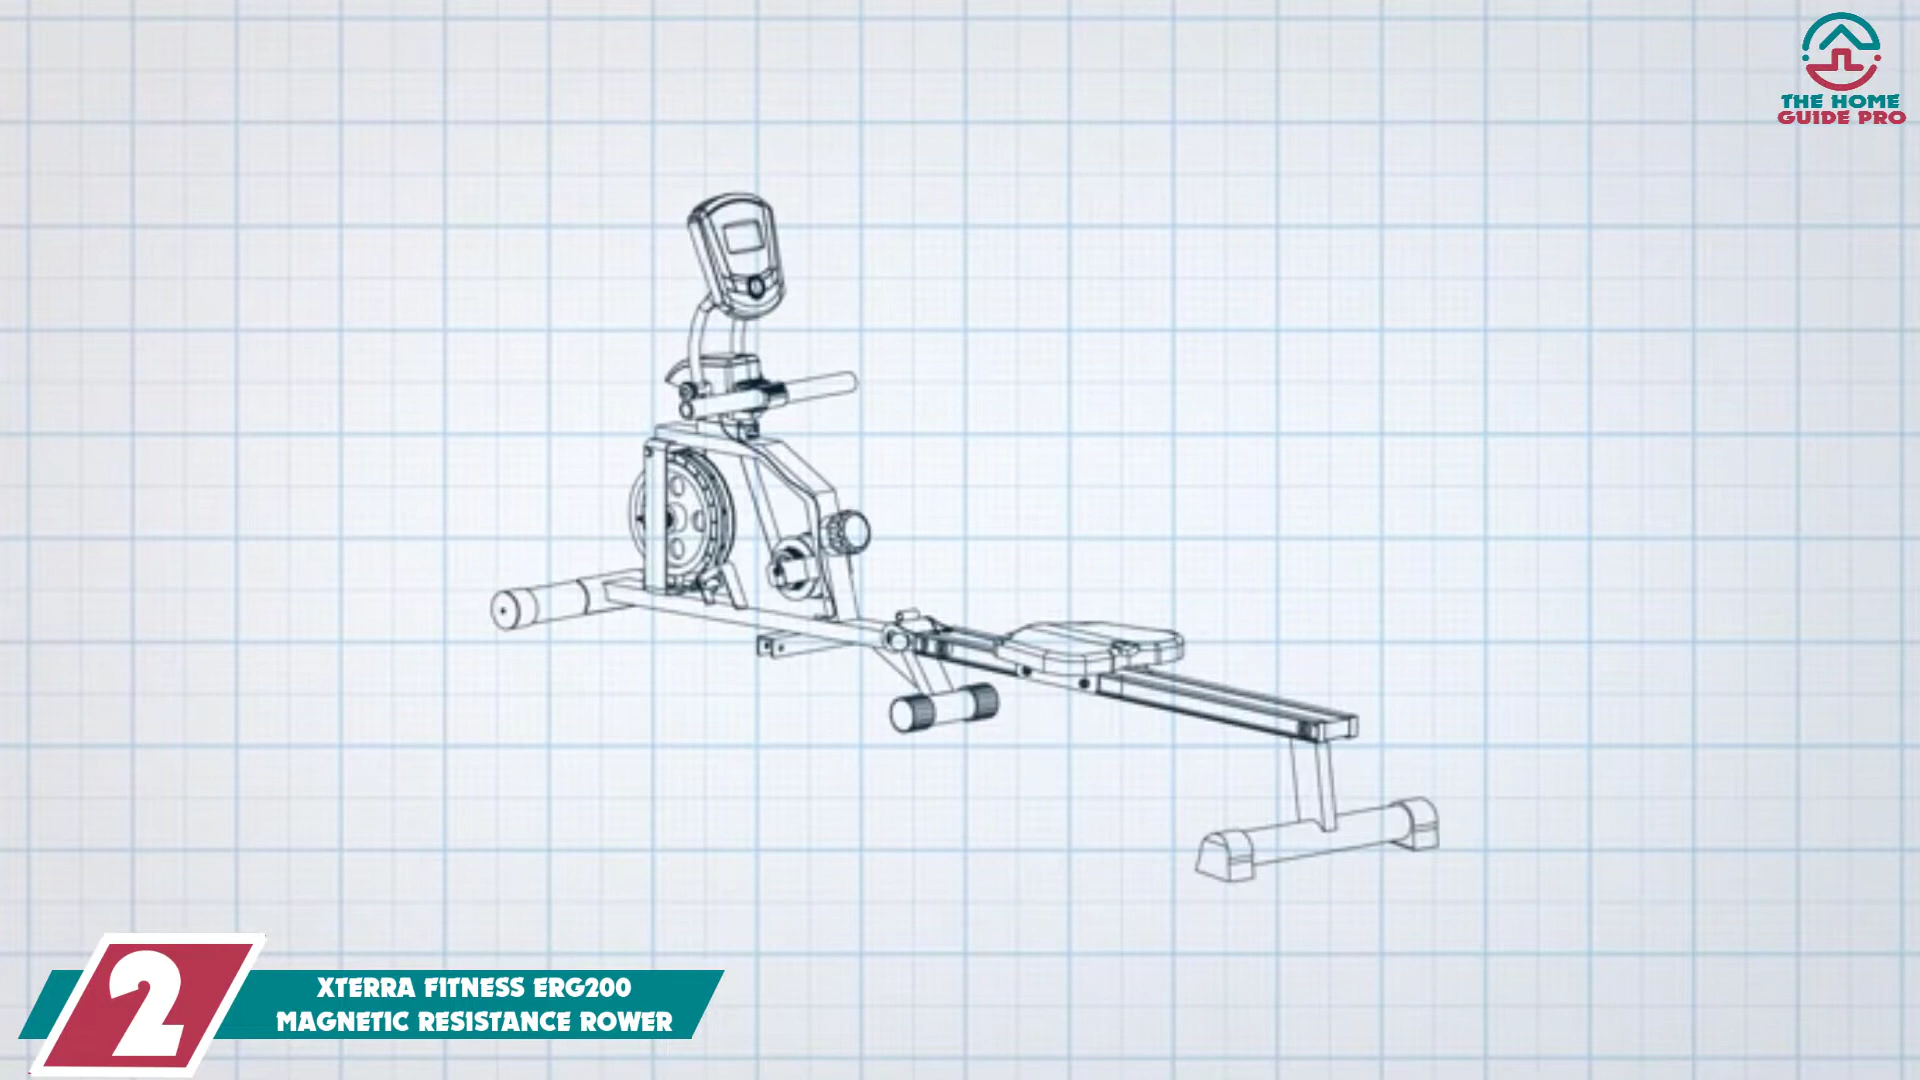 THE HOME
GUIDE PRO
2
XTERRA FITNESS ERG200
MAGNETIC RESISTANCE ROWER